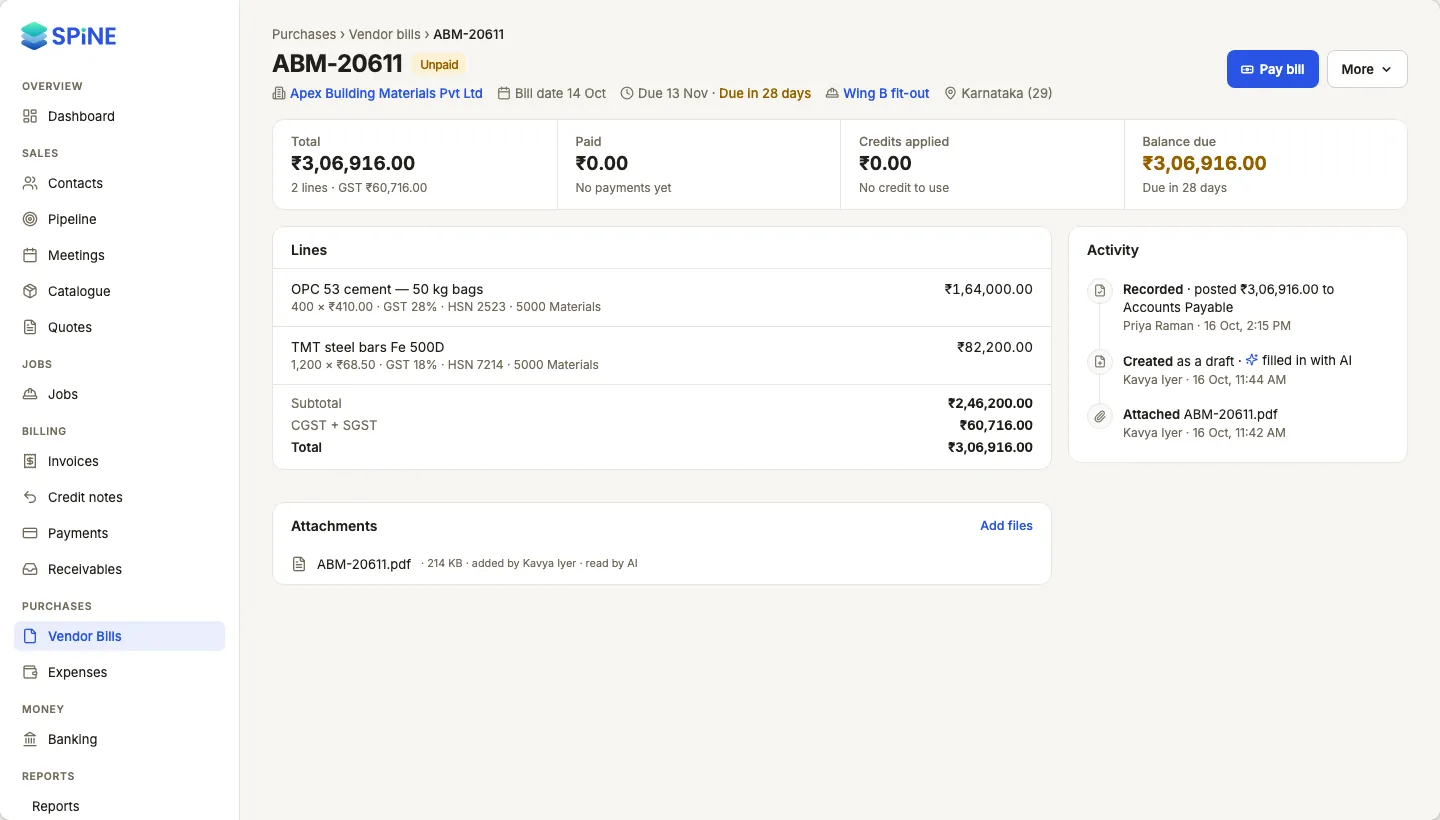 SPiNE
OVERVIEW
Dashboard
SALES
Contacts
Pipeline
Meetings
Catalogue
Quotes
JOBS
Jobs
BILLING
Invoices
Credit notes
Payments
Receivables
PURCHASES
Vendor Bills
Expenses
MONEY
Banking
REPORTS
Reports
Purchases › Vendor bills › ABM-20611
ABM-20611 Unpaid
Apex Building Materials Pvt Ltd Bill date 14 Oct Due 13 Nov · Due in 28 days Wing B fit-out Karnataka (29)
Pay bill
More
Total
₹3,06,916.00
2 lines · GST ₹60,716.00
Paid
₹0.00
No payments yet
Credits applied
₹0.00
No credit to use
Balance due
₹3,06,916.00
Due in 28 days
Lines
OPC 53 cement — 50 kg bags ₹1,64,000.00
400 × ₹410.00 · GST 28% · HSN 2523 · 5000 Materials
TMT steel bars Fe 500D ₹82,200.00
1,200 × ₹68.50 · GST 18% · HSN 7214 · 5000 Materials
Subtotal ₹2,46,200.00
CGST + SGST ₹60,716.00
Total ₹3,06,916.00
Attachments Add files
ABM-20611.pdf · 214 KB · added by Kavya Iyer · read by AI
Activity
Recorded · posted ₹3,06,916.00 to
Accounts Payable
Priya Raman · 16 Oct, 2:15 PM
Created as a draft · filled in with AI
Kavya Iyer · 16 Oct, 11:44 AM
Attached ABM-20611.pdf
Kavya Iyer · 16 Oct, 11:42 AM